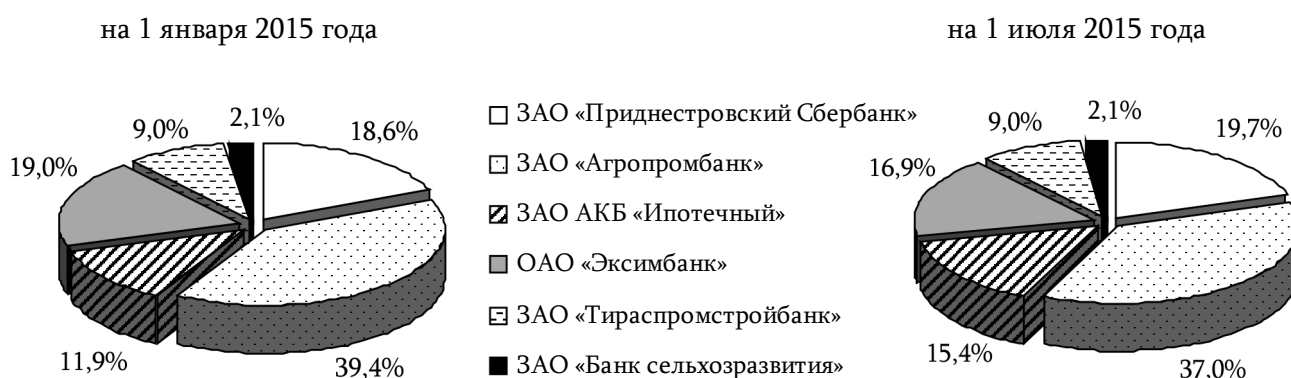 на 1 января 2015 года
на 1 июля 2015 года
2,1%
9,0%
18,6%
19,0%
11,9%
39,4%
ЗАО «Приднестровский Сбербанк»
ЗАО «Агропромбанк»
ЗАО АКБ «Ипотечный»
ОАО «Эксимбанк»
ЗАО «Тираспромстройбанк»
ЗАО «Банк сельхозразвития»
2,1%
9,0%
19,7%
16,9%
15,4%
37,0%